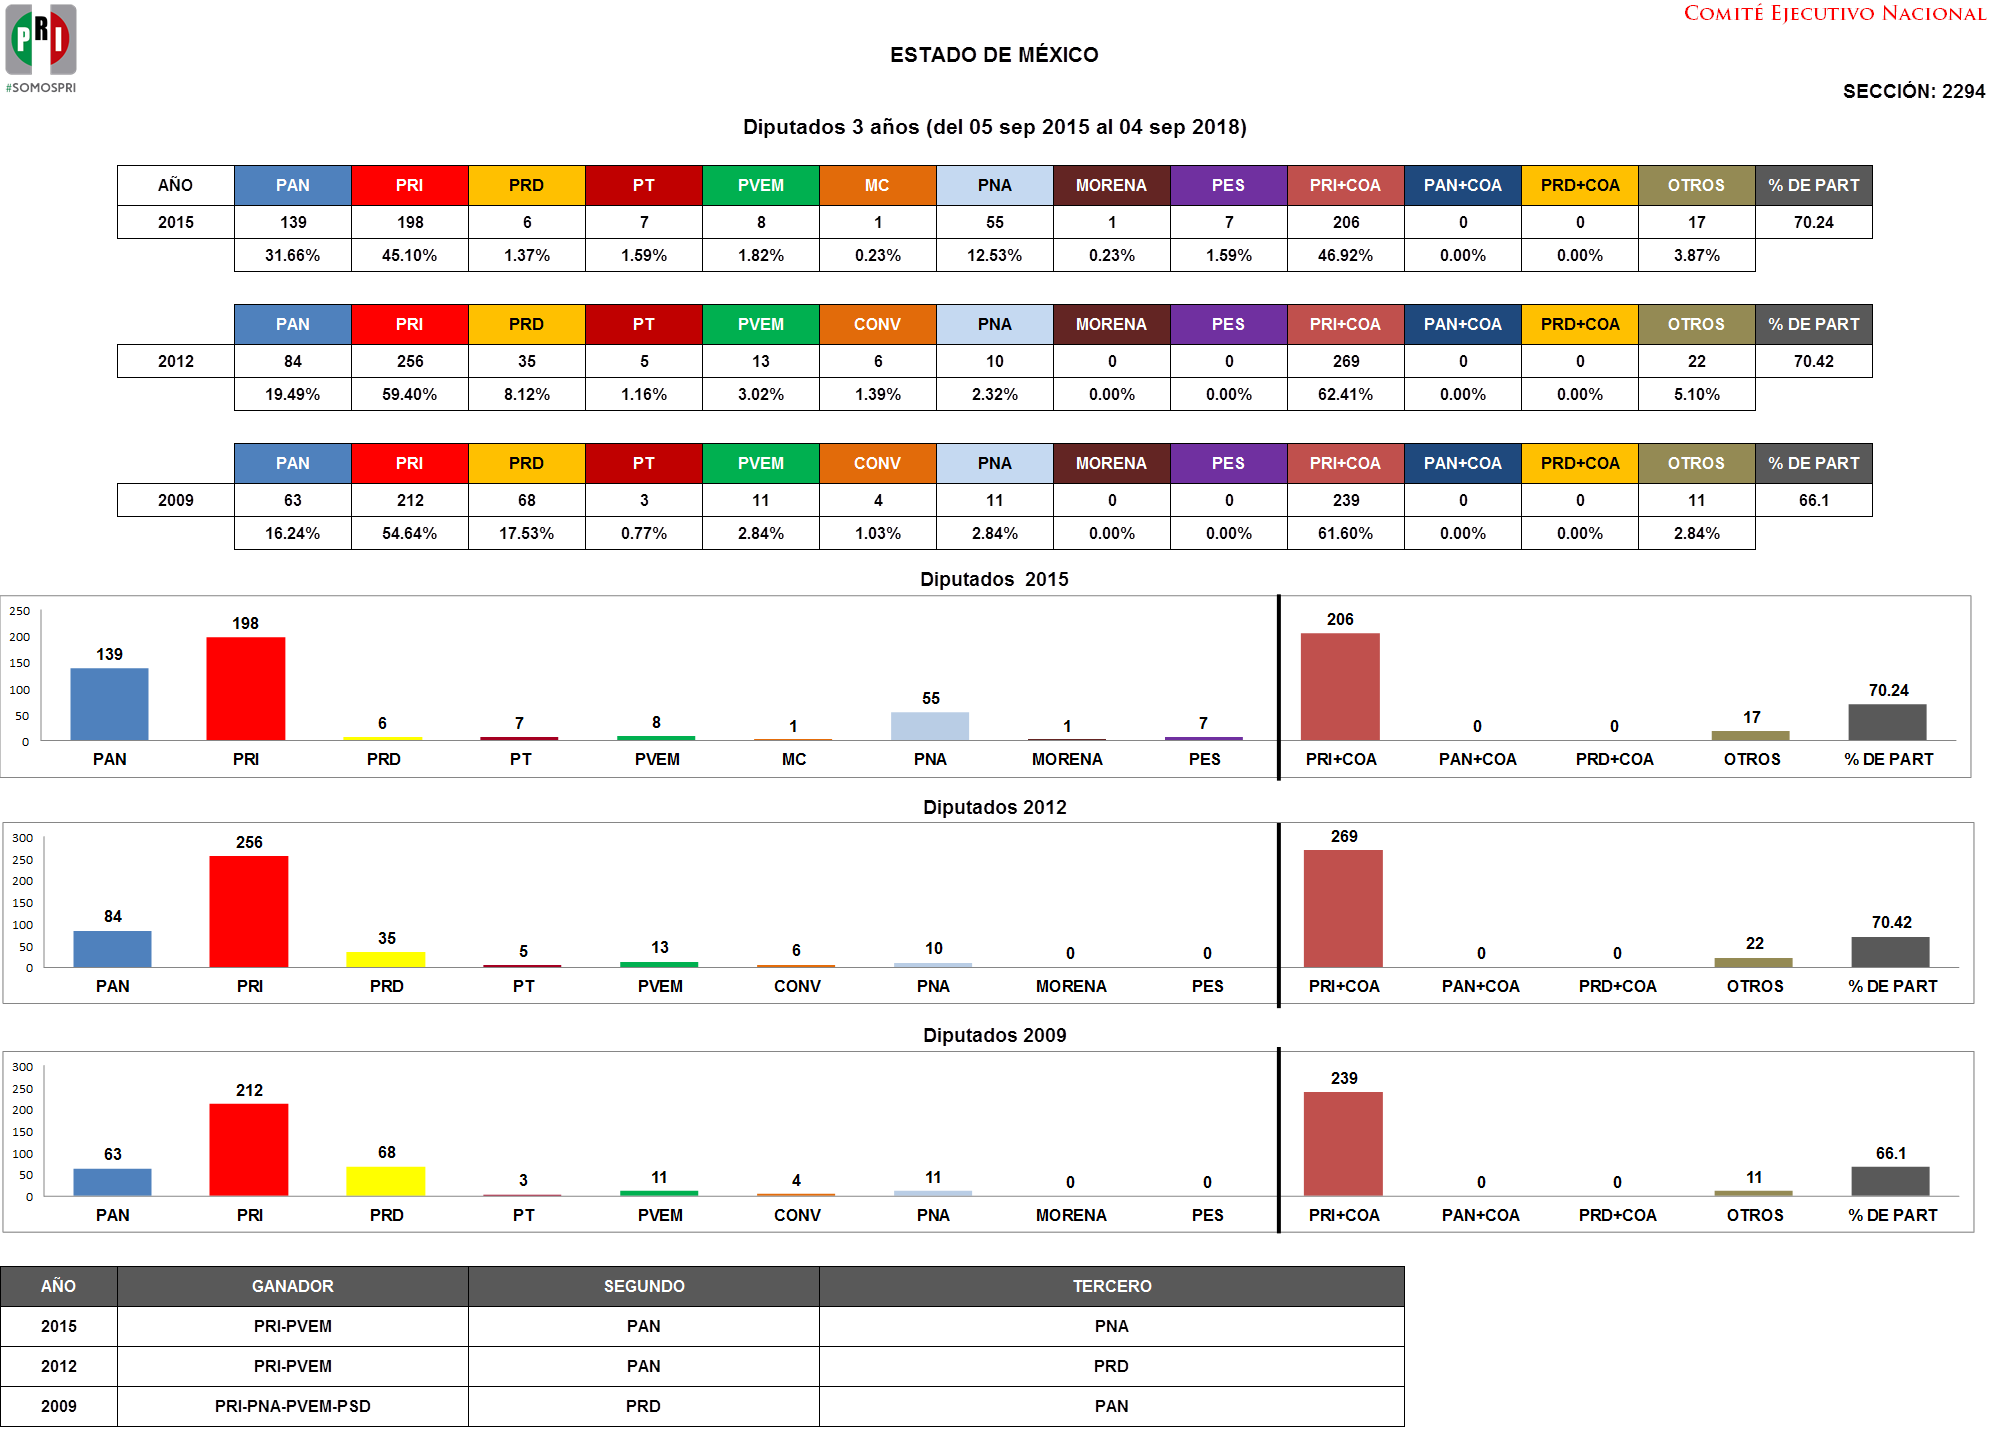 PRI
#SOMOSPRI
COMITÉ EJECUTIVO NACIONAL
ESTADO DE MÉXICO
SECCIÓN: 2294
Diputados 3 años (del 05 sep 2015 al 04 sep 2018)
AÑO PAN PRI PRD PT PVEM MC PNA MORENA PES PRI+COA PAN+COA PRD+COA OTROS % DE PART
2015 139 198 6 7 8 1 55 1 7 206 0 0 17 70.24
31.66% 45.10% 1.37% 1.59% 1.82% 0.23% 12.53% 0.23% 1.59% 46.92% 0.00% 0.00% 3.87%
PAN PRI PRD PT PVEM CONV PNA MORENA PES PRI+COA PAN+COA PRD+COA OTROS % DE PART
2012 84 256 35 5 13 6 10 0 0 269 0 0 22 70.42
19.49% 59.40% 8.12% 1.16% 3.02% 1.39% 2.32% 0.00% 0.00% 62.41% 0.00% 0.00% 5.10%
PAN PRI PRD PT PVEM CONV PNA MORENA PES PRI+COA PAN+COA PRD+COA OTROS % DE PART
2009 63 212 68 3 11 4 11 0 0 239 0 0 11 66.1
16.24% 54.64% 17.53% 0.77% 2.84% 1.03% 2.84% 0.00% 0.00% 61.60% 0.00% 0.00% 2.84%
Diputados 2015
250
200
150
100
50
0
139 198 6 7 8 1 55 1 7 206 0 0 17 70.24
PAN PRI PRD PT PVEM MC PNA MORENA PES PRI+COA PAN+COA PRD+COA OTROS % DE PART
Diputados 2012
300
250
200
150
100
50
0
84 256 35 5 13 6 10 0 0 269 0 0 22 70.42
PAN PRI PRD PT PVEM CONV PNA MORENA PES PRI+COA PAN+COA PRD+COA OTROS % DE PART
Diputados 2009
300
250
200
150
100
50
0
63 212 68 3 11 4 11 0 0 239 0 0 11 66.1
PAN PRI PRD PT PVEM CONV PNA MORENA PES PRI+COA PAN+COA PRD+COA OTROS % DE PART
AÑO GANADOR SEGUNDO TERCERO
2015 PRI-PVEM PAN PNA
2012 PRI-PVEM PAN PRD
2009 PRI-PNA-PVEM-PSD PRD PAN